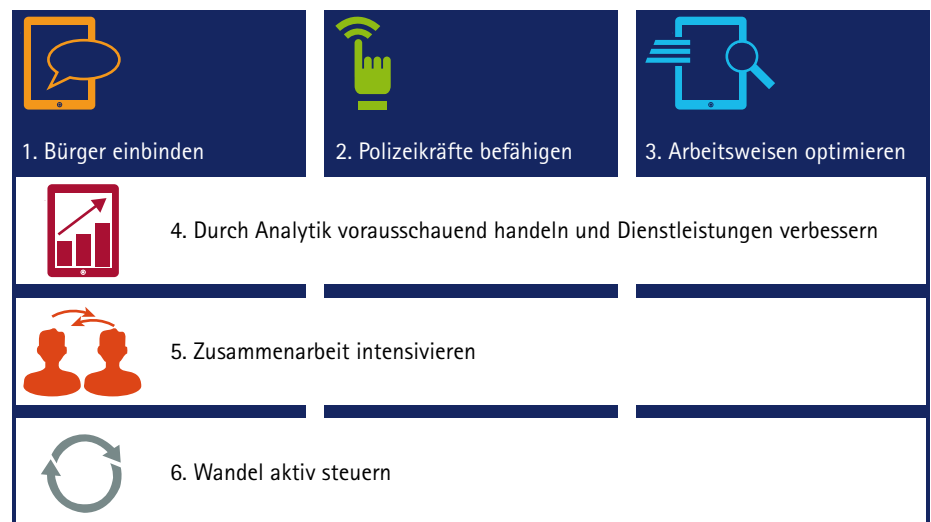 1. Bürger einbinden
2. Polizeikräfte befähigen
3. Arbeitsweisen optimieren
4. Durch Analytik vorausschauend handeln und Dienstleistungen verbessern
5. Zusammenarbeit intensivieren
6. Wandel aktiv steuern